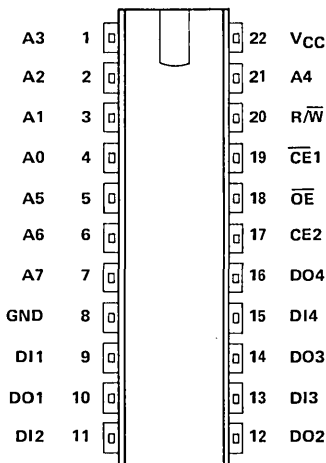 A3 1 22 VCC
A2 2 21 A4
A1 3 20 R/W̅
A0 4 19 C̅E̅1
A5 5 18 O̅E̅
A6 6 17 CE2
A7 7 16 DO4
GND 8 15 DI4
DI1 9 14 DO3
DO1 10 13 DI3
DI2 11 12 DO2